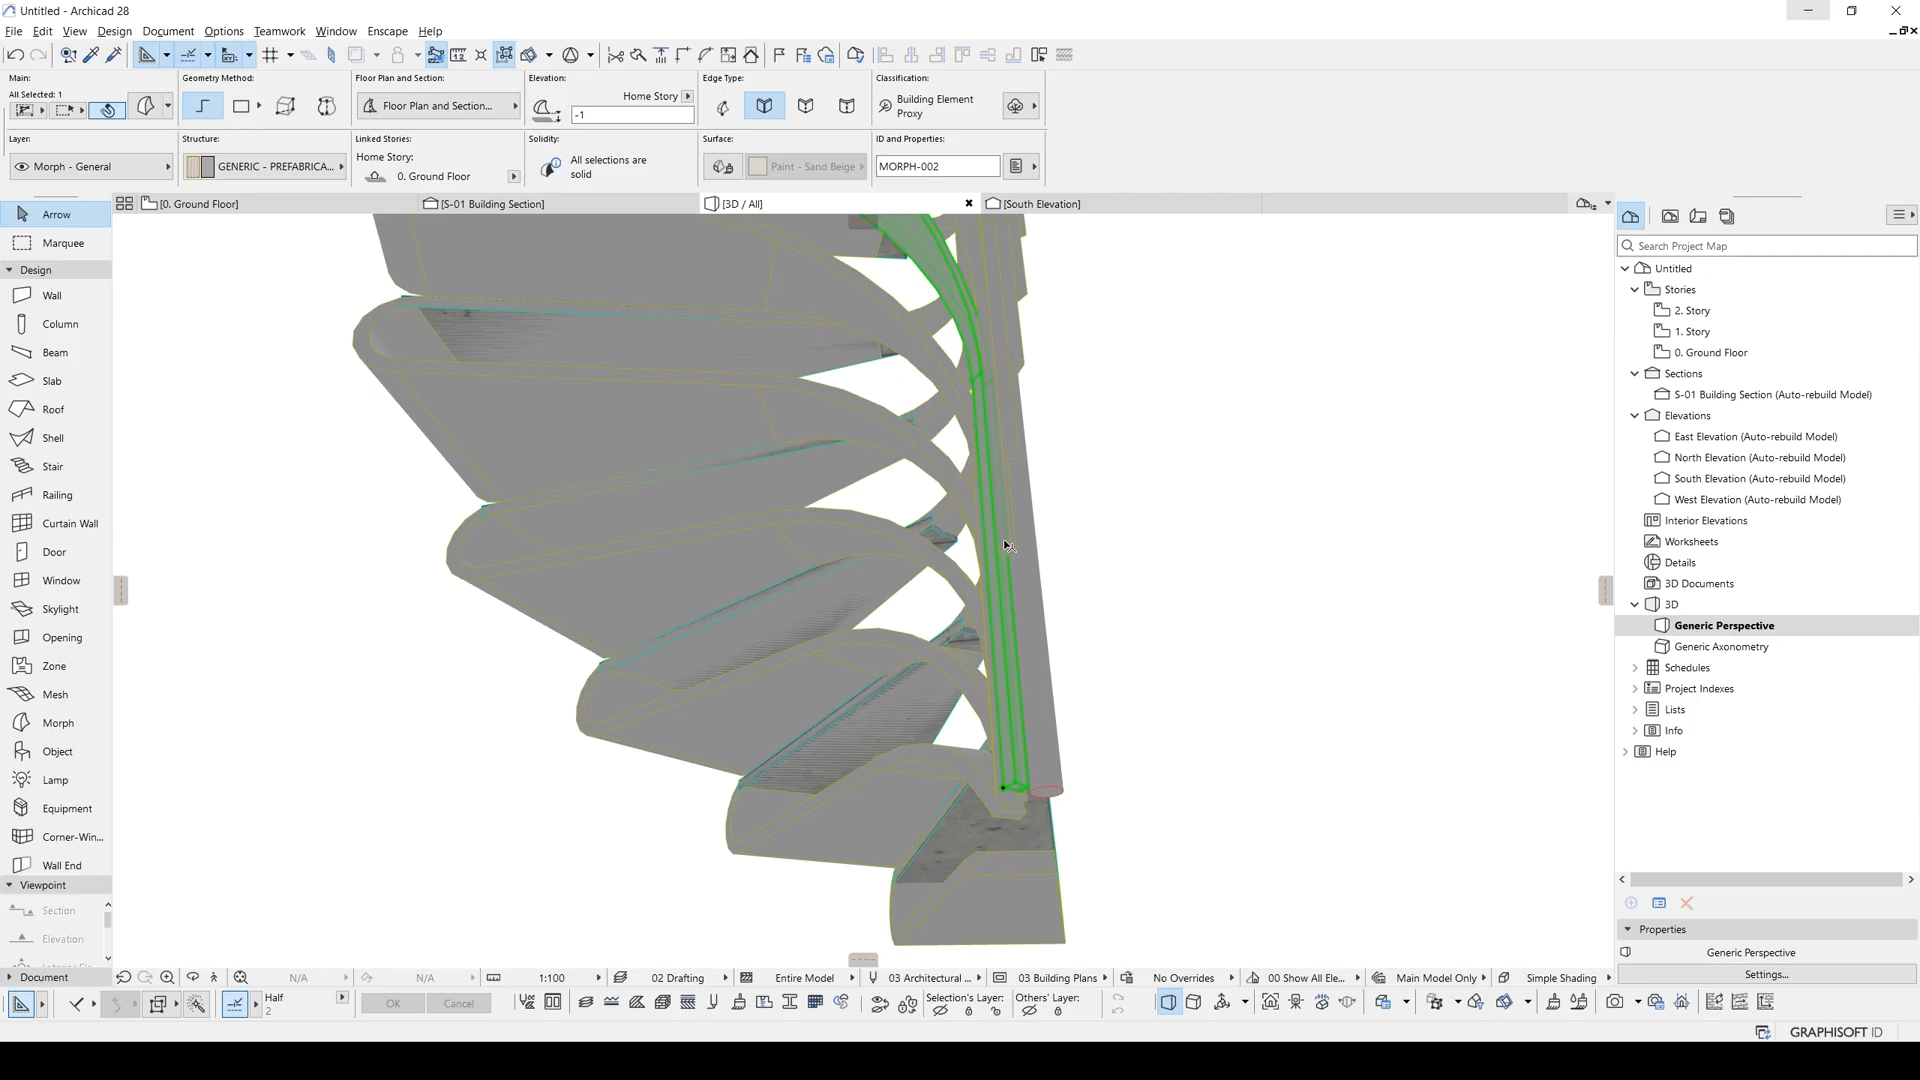 Untitled - Archicad 28
File Edit View Design Document Options Teamwork Window Enscape Help
Main:
All Selected: 1
Geometry Method:
Floor Plan and Section:
Floor Plan and Section...
Elevation:
Home Story
-1
Edge Type:
Classification:
Building Element
Proxy
Layer:
Morph - General
Structure:
GENERIC - PREFABRICA...
Linked Stories:
Home Story:
0. Ground Floor
Solidity:
All selections are
solid
Surface:
Paint - Sand Beige
ID and Properties:
MORPH-002
[0. Ground Floor]
[S-01 Building Section]
[3D / All]
[South Elevation]
Arrow
Marquee
Design
Wall
Column
Beam
Slab
Roof
Shell
Stair
Railing
Curtain Wall
Door
Window
Skylight
Opening
Zone
Mesh
Morph
Object
Lamp
Equipment
Corner-Win...
Wall End
Viewpoint
Section
Elevation
Document
Search Project Map
Untitled
Stories
2. Story
1. Story
0. Ground Floor
Sections
S-01 Building Section (Auto-rebuild Model)
Elevations
East Elevation (Auto-rebuild Model)
North Elevation (Auto-rebuild Model)
South Elevation (Auto-rebuild Model)
West Elevation (Auto-rebuild Model)
Interior Elevations
Worksheets
Details
3D Documents
3D
Generic Perspective
Generic Axonometry
Schedules
Project Indexes
Lists
Info
Help
Properties
Generic Perspective
Settings...
N/A N/A 1:100 02 Drafting Entire Model 03 Architectural ... 03 Building Plans No Overrides 00 Show All Ele... Main Model Only Simple Shading
Half
2
OK Cancel
Selection's Layer:
Others' Layer:
GRAPHISOFT ID